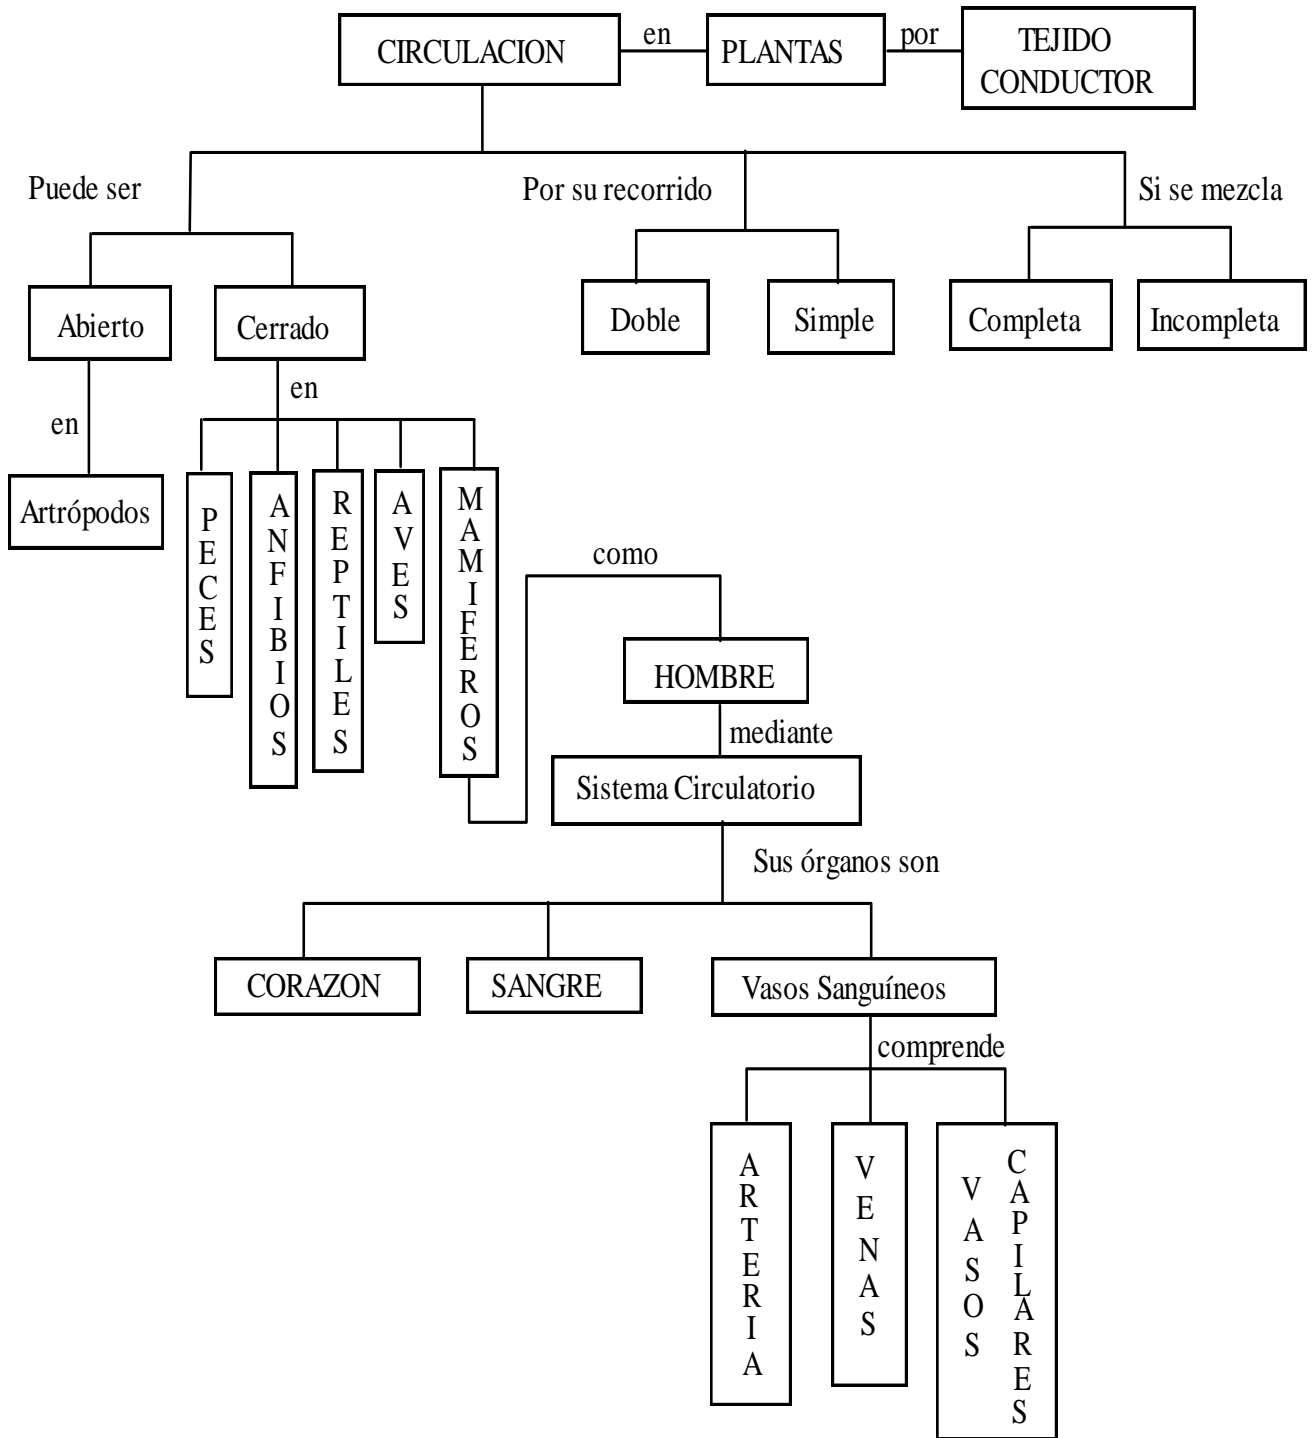 CIRCULACION
en
PLANTAS
por
TEJIDO
CONDUCTOR
Puede ser
Por su recorrido
Si se mezcla
Abierto
Cerrado
Doble
Simple
Completa
Incompleta
en
en
Artrópodos
PECES
ANFIBIOS
REPTILES
AVES
MAMIFEROS
como
HOMBRE
mediante
Sistema Circulatorio
Sus órganos son
CORAZON
SANGRE
Vasos Sanguíneos
comprende
ARTERIA
VENAS
VASOS
CAPILARES